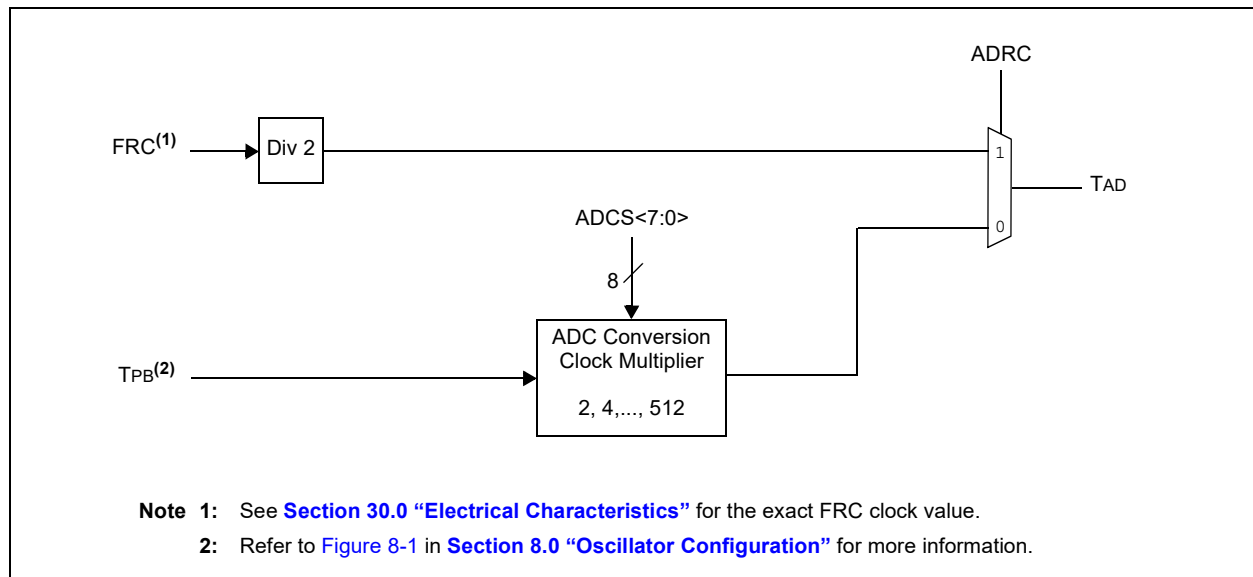 ADRC
FRC(1)
Div 2
1
TAD
ADCS<7:0>
0
8
ADC Conversion
Clock Multiplier
TPB(2)
2, 4,..., 512
Note 1: See Section 30.0 “Electrical Characteristics” for the exact FRC clock value.
2: Refer to Figure 8-1 in Section 8.0 “Oscillator Configuration” for more information.